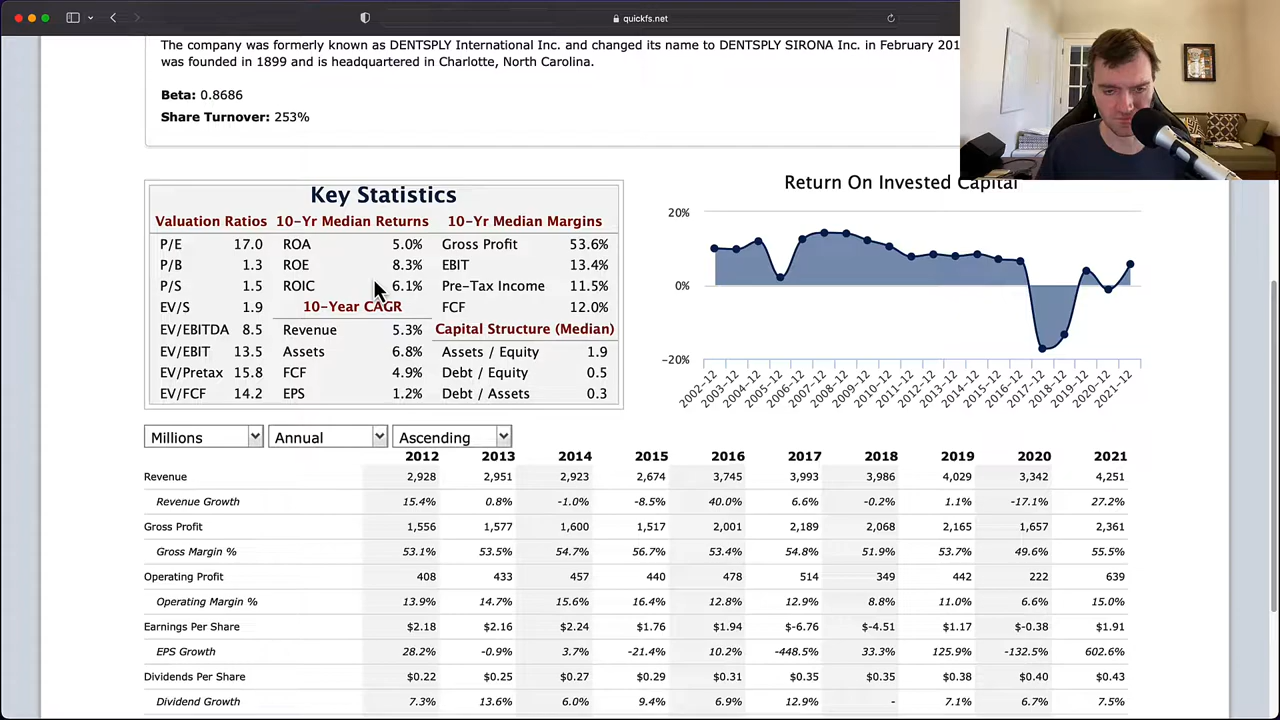 quickfs.net
The company was formerly known as DENTSPLY International Inc. and changed its name to DENTSPLY SIRONA Inc. in February 201
was founded in 1899 and is headquartered in Charlotte, North Carolina.
Beta: 0.8686
Share Turnover: 253%
Key Statistics
Valuation Ratios 10-Yr Median Returns 10-Yr Median Margins
P/E 17.0 ROA 5.0% Gross Profit 53.6%
P/B 1.3 ROE 8.3% EBIT 13.4%
P/S 1.5 ROIC 6.1% Pre-Tax Income 11.5%
EV/S 1.9 10-Year CAGR FCF 12.0%
EV/EBITDA 8.5 Revenue 5.3% Capital Structure (Median)
EV/EBIT 13.5 Assets 6.8% Assets / Equity 1.9
EV/Pretax 15.8 FCF 4.9% Debt / Equity 0.5
EV/FCF 14.2 EPS 1.2% Debt / Assets 0.3
Return On Invested Capital
20%
0%
-20%
2002-12 2003-12 2004-12 2005-12 2006-12 2007-12 2008-12 2009-12 2010-12 2011-12 2012-12 2013-12 2014-12 2015-12 2016-12 2017-12 2018-12 2019-12 2020-12 2021-12
Millions Annual Ascending
2012 2013 2014 2015 2016 2017 2018 2019 2020 2021
Revenue 2,928 2,951 2,923 2,674 3,745 3,993 3,986 4,029 3,342 4,251
Revenue Growth 15.4% 0.8% -1.0% -8.5% 40.0% 6.6% -0.2% 1.1% -17.1% 27.2%
Gross Profit 1,556 1,577 1,600 1,517 2,001 2,189 2,068 2,165 1,657 2,361
Gross Margin % 53.1% 53.5% 54.7% 56.7% 53.4% 54.8% 51.9% 53.7% 49.6% 55.5%
Operating Profit 408 433 457 440 478 514 349 442 222 639
Operating Margin % 13.9% 14.7% 15.6% 16.4% 12.8% 12.9% 8.8% 11.0% 6.6% 15.0%
Earnings Per Share $2.18 $2.16 $2.24 $1.76 $1.94 $-6.76 $-4.51 $1.17 $-0.38 $1.91
EPS Growth 28.2% -0.9% 3.7% -21.4% 10.2% -448.5% 33.3% 125.9% -132.5% 602.6%
Dividends Per Share $0.22 $0.25 $0.27 $0.29 $0.31 $0.35 $0.35 $0.38 $0.40 $0.43
Dividend Growth 7.3% 13.6% 6.0% 9.4% 6.9% 12.9% - 7.1% 6.7% 7.5%